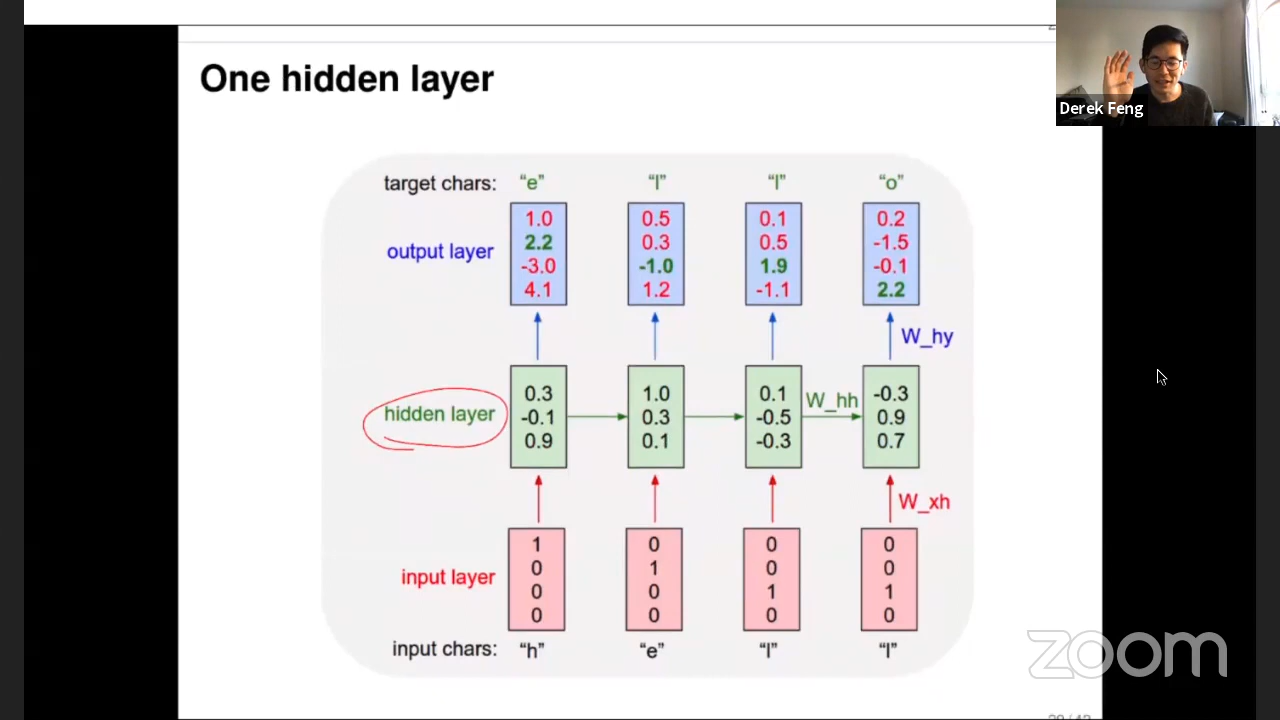 One hidden layer
Derek Feng
target chars: “e” “l” “l” “o”
output layer
1.0 0.5 0.1 0.2
2.2 0.3 0.5 -1.5
-3.0 -1.0 1.9 -0.1
4.1 1.2 -1.1 2.2
W_hy
hidden layer
0.3 1.0 0.1 -0.3
-0.1 0.3 -0.5 0.9
0.9 0.1 -0.3 0.7
W_hh
W_xh
input layer
1 0 0 0
0 1 0 0
0 0 1 1
0 0 0 0
input chars: “h” “e” “l” “l”
zoom